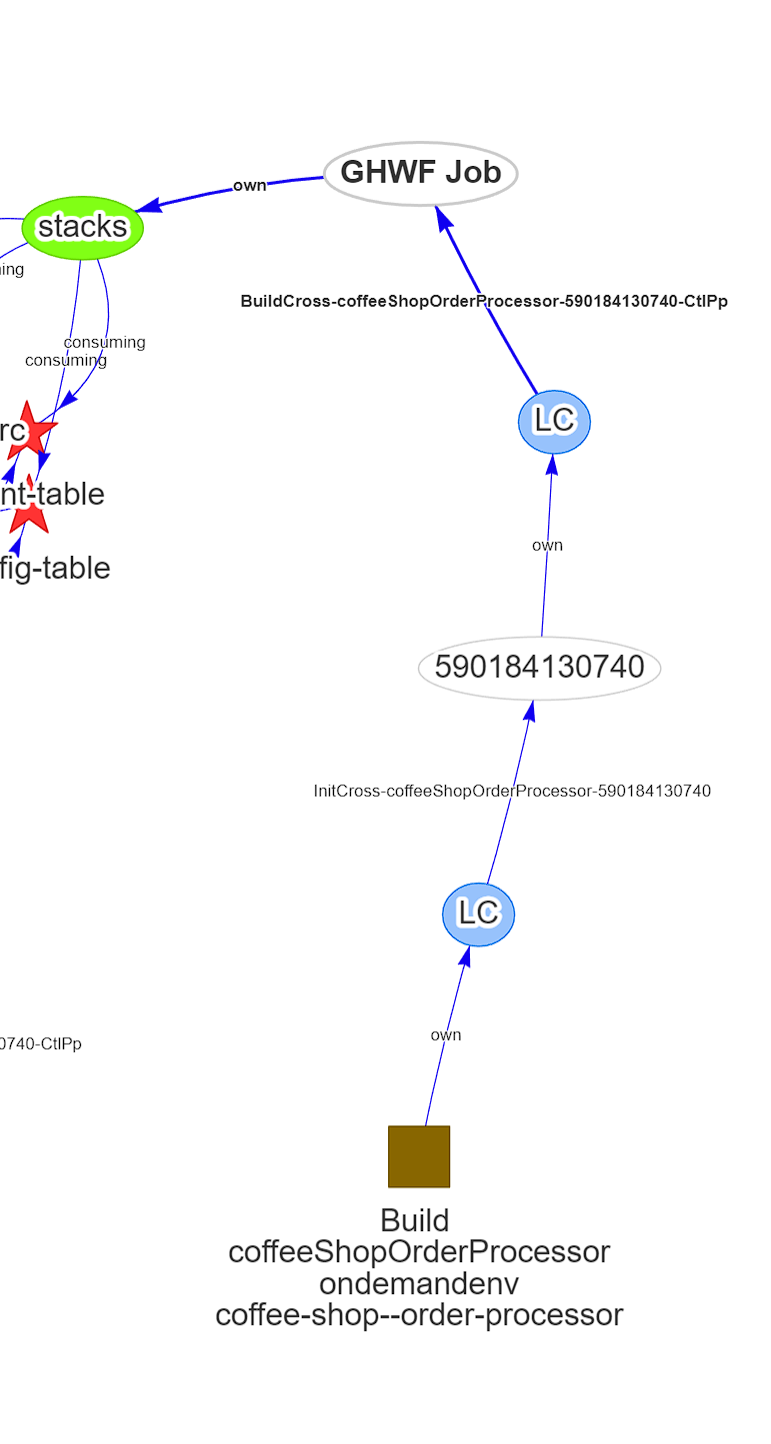 GHWF Job
own
stacks
ing
BuildCross-coffeeShopOrderProcessor-590184130740-CtlPp
consuming
consuming
LC
rc
nt-table
own
fig-table
590184130740
InitCross-coffeeShopOrderProcessor-590184130740
LC
own
0740-CtlPp
Build
coffeeShopOrderProcessor
ondemandenv
coffee-shop--order-processor